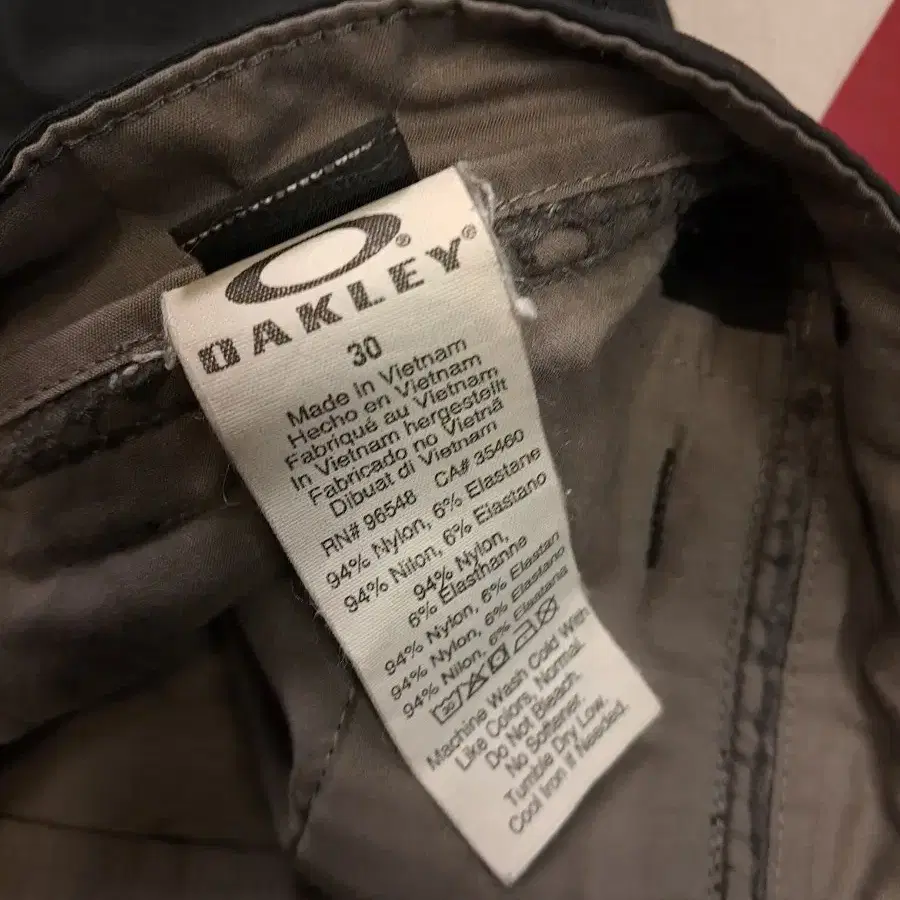 OAKLEY®
30
Made in Vietnam
Hecho en Vietnam
Fabriqué au Vietnam
In Vietnam hergestellt
Fabricado no Vietnã
Dibuat di Vietnam
RN# 96548 CA# 35460
94% Nylon, 6% Elastane
94% Nilon, 6% Elastano
94% Nylon,
6% Élasthanne
94% Nylon, 6% Elastan
94% Nylon, 6% Elastano
94% Nilon, 6% Elastana
30
Machine Wash Cold With
Like Colors, Normal.
Do Not Bleach.
No Softener.
Tumble Dry Low.
Cool Iron if Needed.